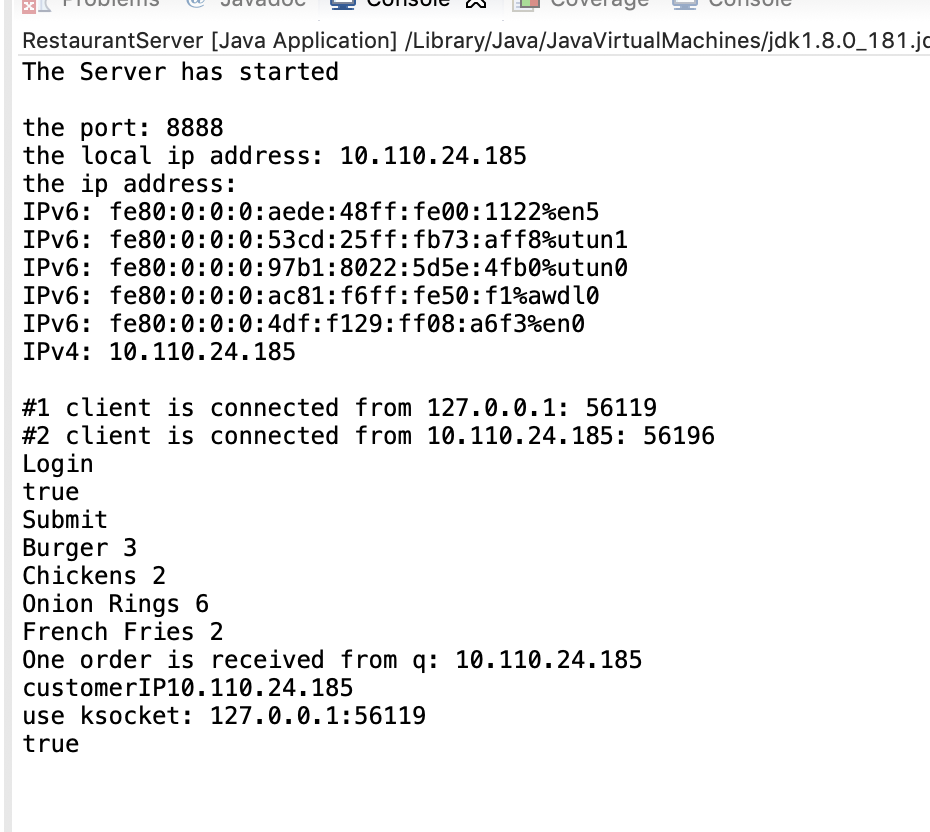 Problems @ Javadoc Console Coverage Console
RestaurantServer [Java Application] /Library/Java/JavaVirtualMachines/jdk1.8.0_181.jd
The Server has started
the port: 8888
the local ip address: 10.110.24.185
the ip address:
IPv6: fe80:0:0:0:aede:48ff:fe00:1122%en5
IPv6: fe80:0:0:0:53cd:25ff:fb73:aff8%utun1
IPv6: fe80:0:0:0:97b1:8022:5d5e:4fb0%utun0
IPv6: fe80:0:0:0:ac81:f6ff:fe50:f1%awdl0
IPv6: fe80:0:0:0:4df:f129:ff08:a6f3%en0
IPv4: 10.110.24.185
#1 client is connected from 127.0.0.1: 56119
#2 client is connected from 10.110.24.185: 56196
Login
true
Submit
Burger 3
Chickens 2
Onion Rings 6
French Fries 2
One order is received from q: 10.110.24.185
customerIP10.110.24.185
use ksocket: 127.0.0.1:56119
true